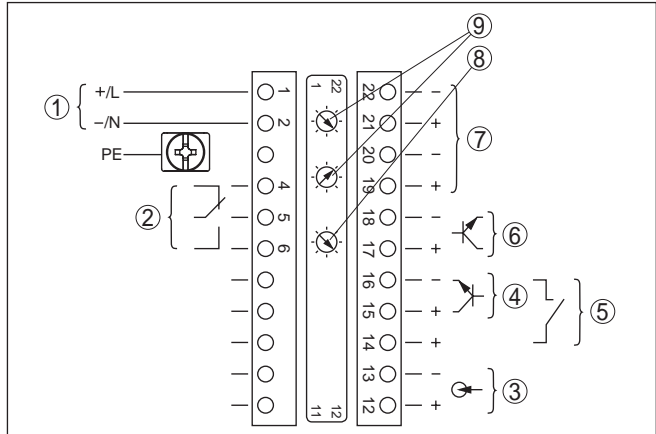 ⑨
⑧
① +/L 1 1 22 22 −
−/N 2 21 + ⑦
PE 20 −
4 19 +
② 5 18 − ⑥
6 17 +
16 − ④
15 + ⑤
14 +
13 − ③
11 12 12 +